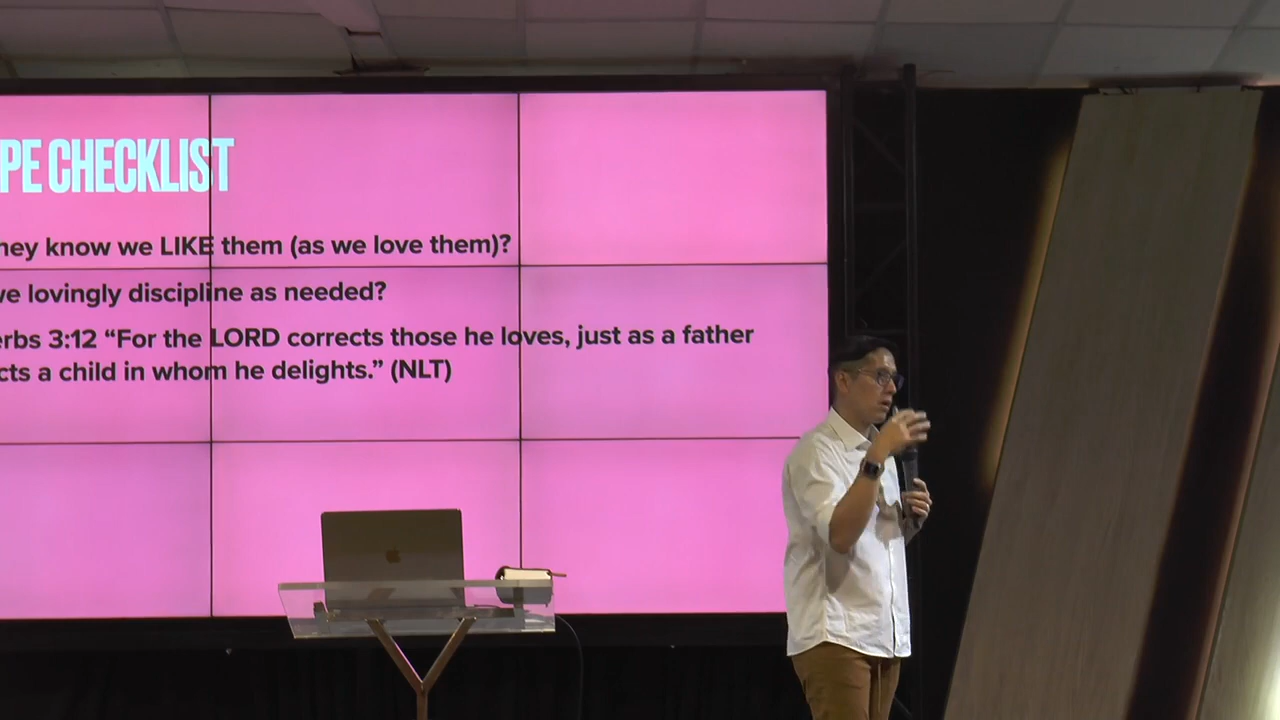 PE CHECKLIST
hey know we LIKE them (as we love them)?
we lovingly discipline as needed?
erbs 3:12 “For the LORD corrects those he loves, just as a father
cts a child in whom he delights.” (NLT)